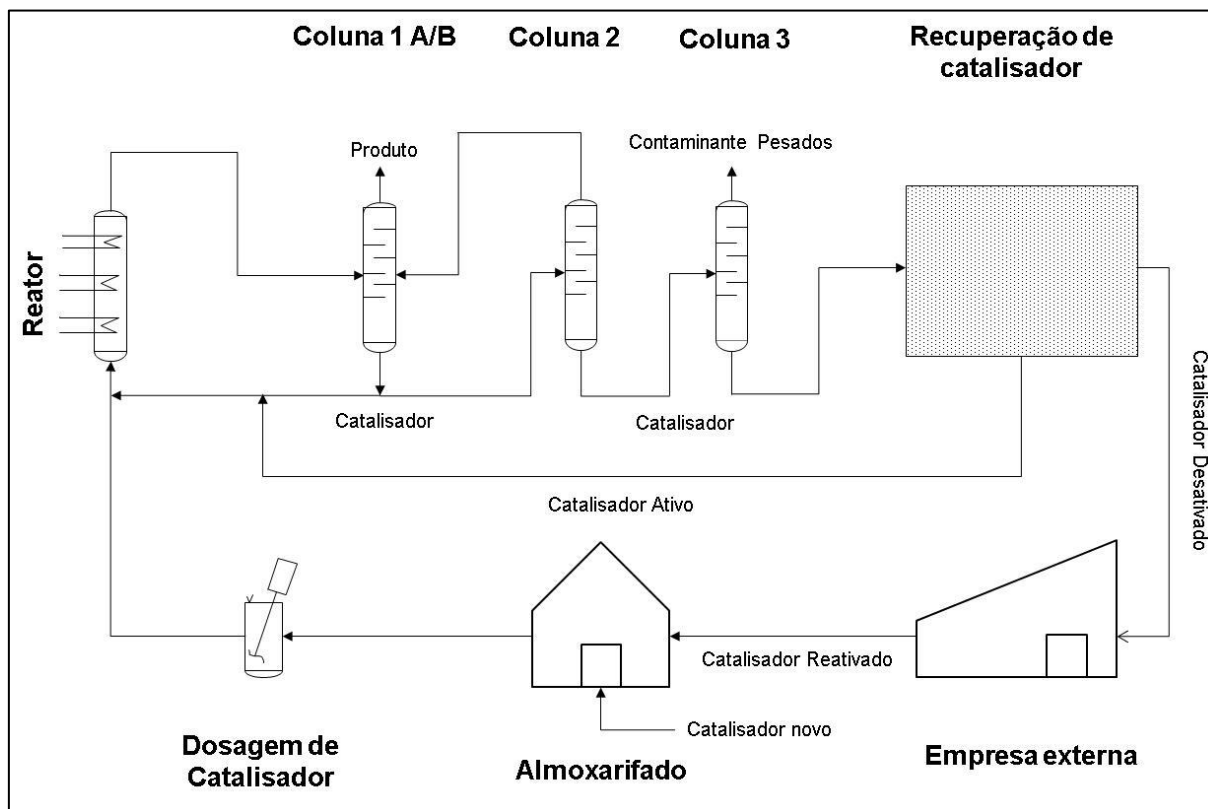 Coluna 1 A/B
Coluna 2
Coluna 3
Recuperação de
catalisador
Produto
Contaminante Pesados
Reator
Catalisador
Catalisador
Catalisador Desativado
Catalisador Ativo
Catalisador Reativado
Catalisador novo
Dosagem de
Catalisador
Almoxarifado
Empresa externa